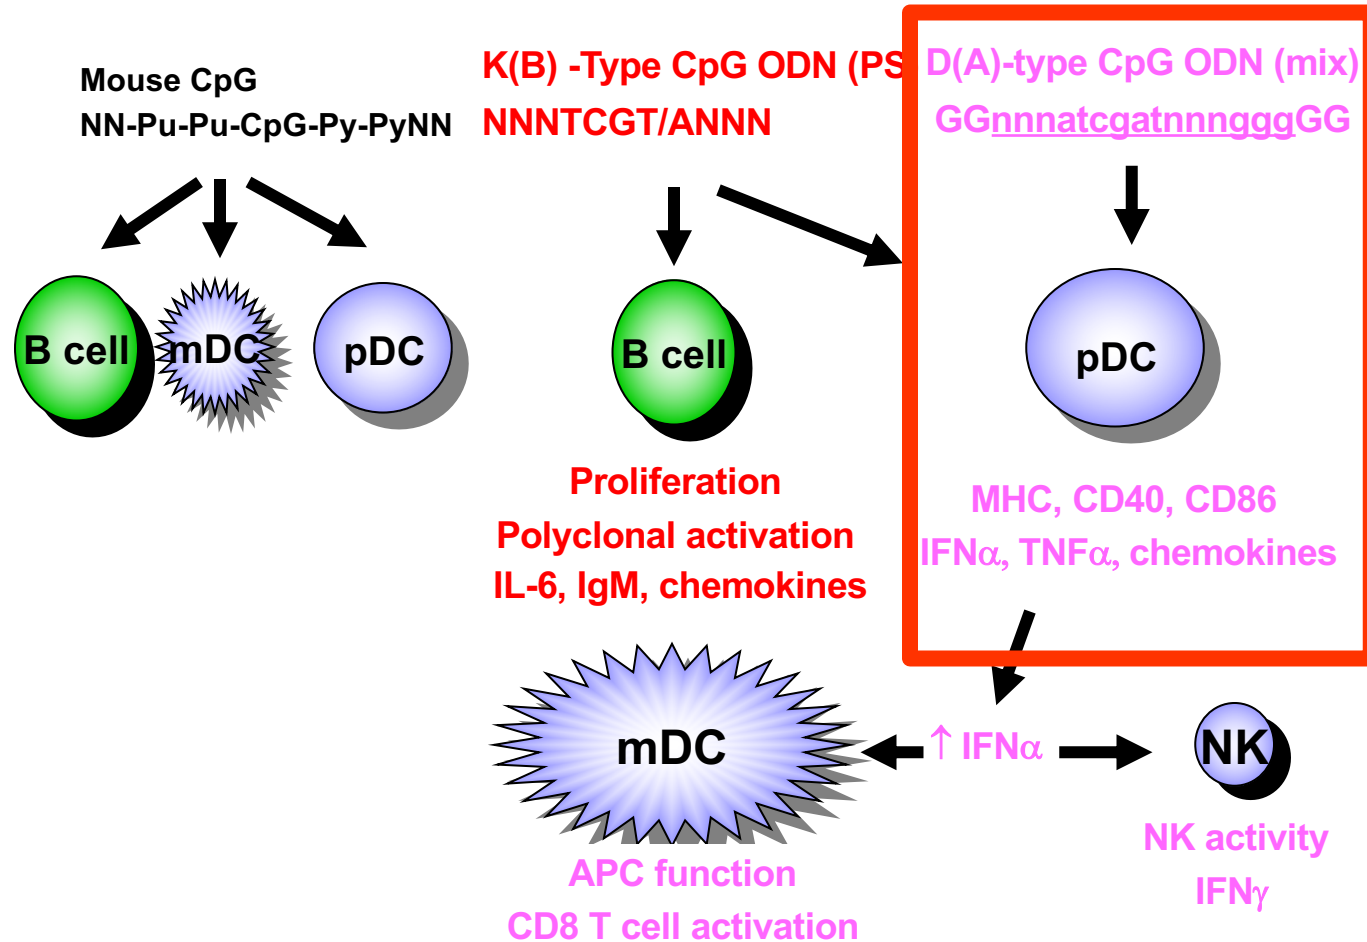 Mouse CpG
NN-Pu-Pu-CpG-Py-PyNN
K(B) -Type CpG ODN (PS
NNNTCGT/ANNN
D(A)-type CpG ODN (mix)
GGnnnatcgatnnngggGG
B cell
mDC
pDC
B cell
pDC
Proliferation
Polyclonal activation
IL-6, IgM, chemokines
MHC, CD40, CD86
IFNα, TNFα, chemokines
mDC
↑ IFNα
NK
APC function
CD8 T cell activation
NK activity
IFNγ